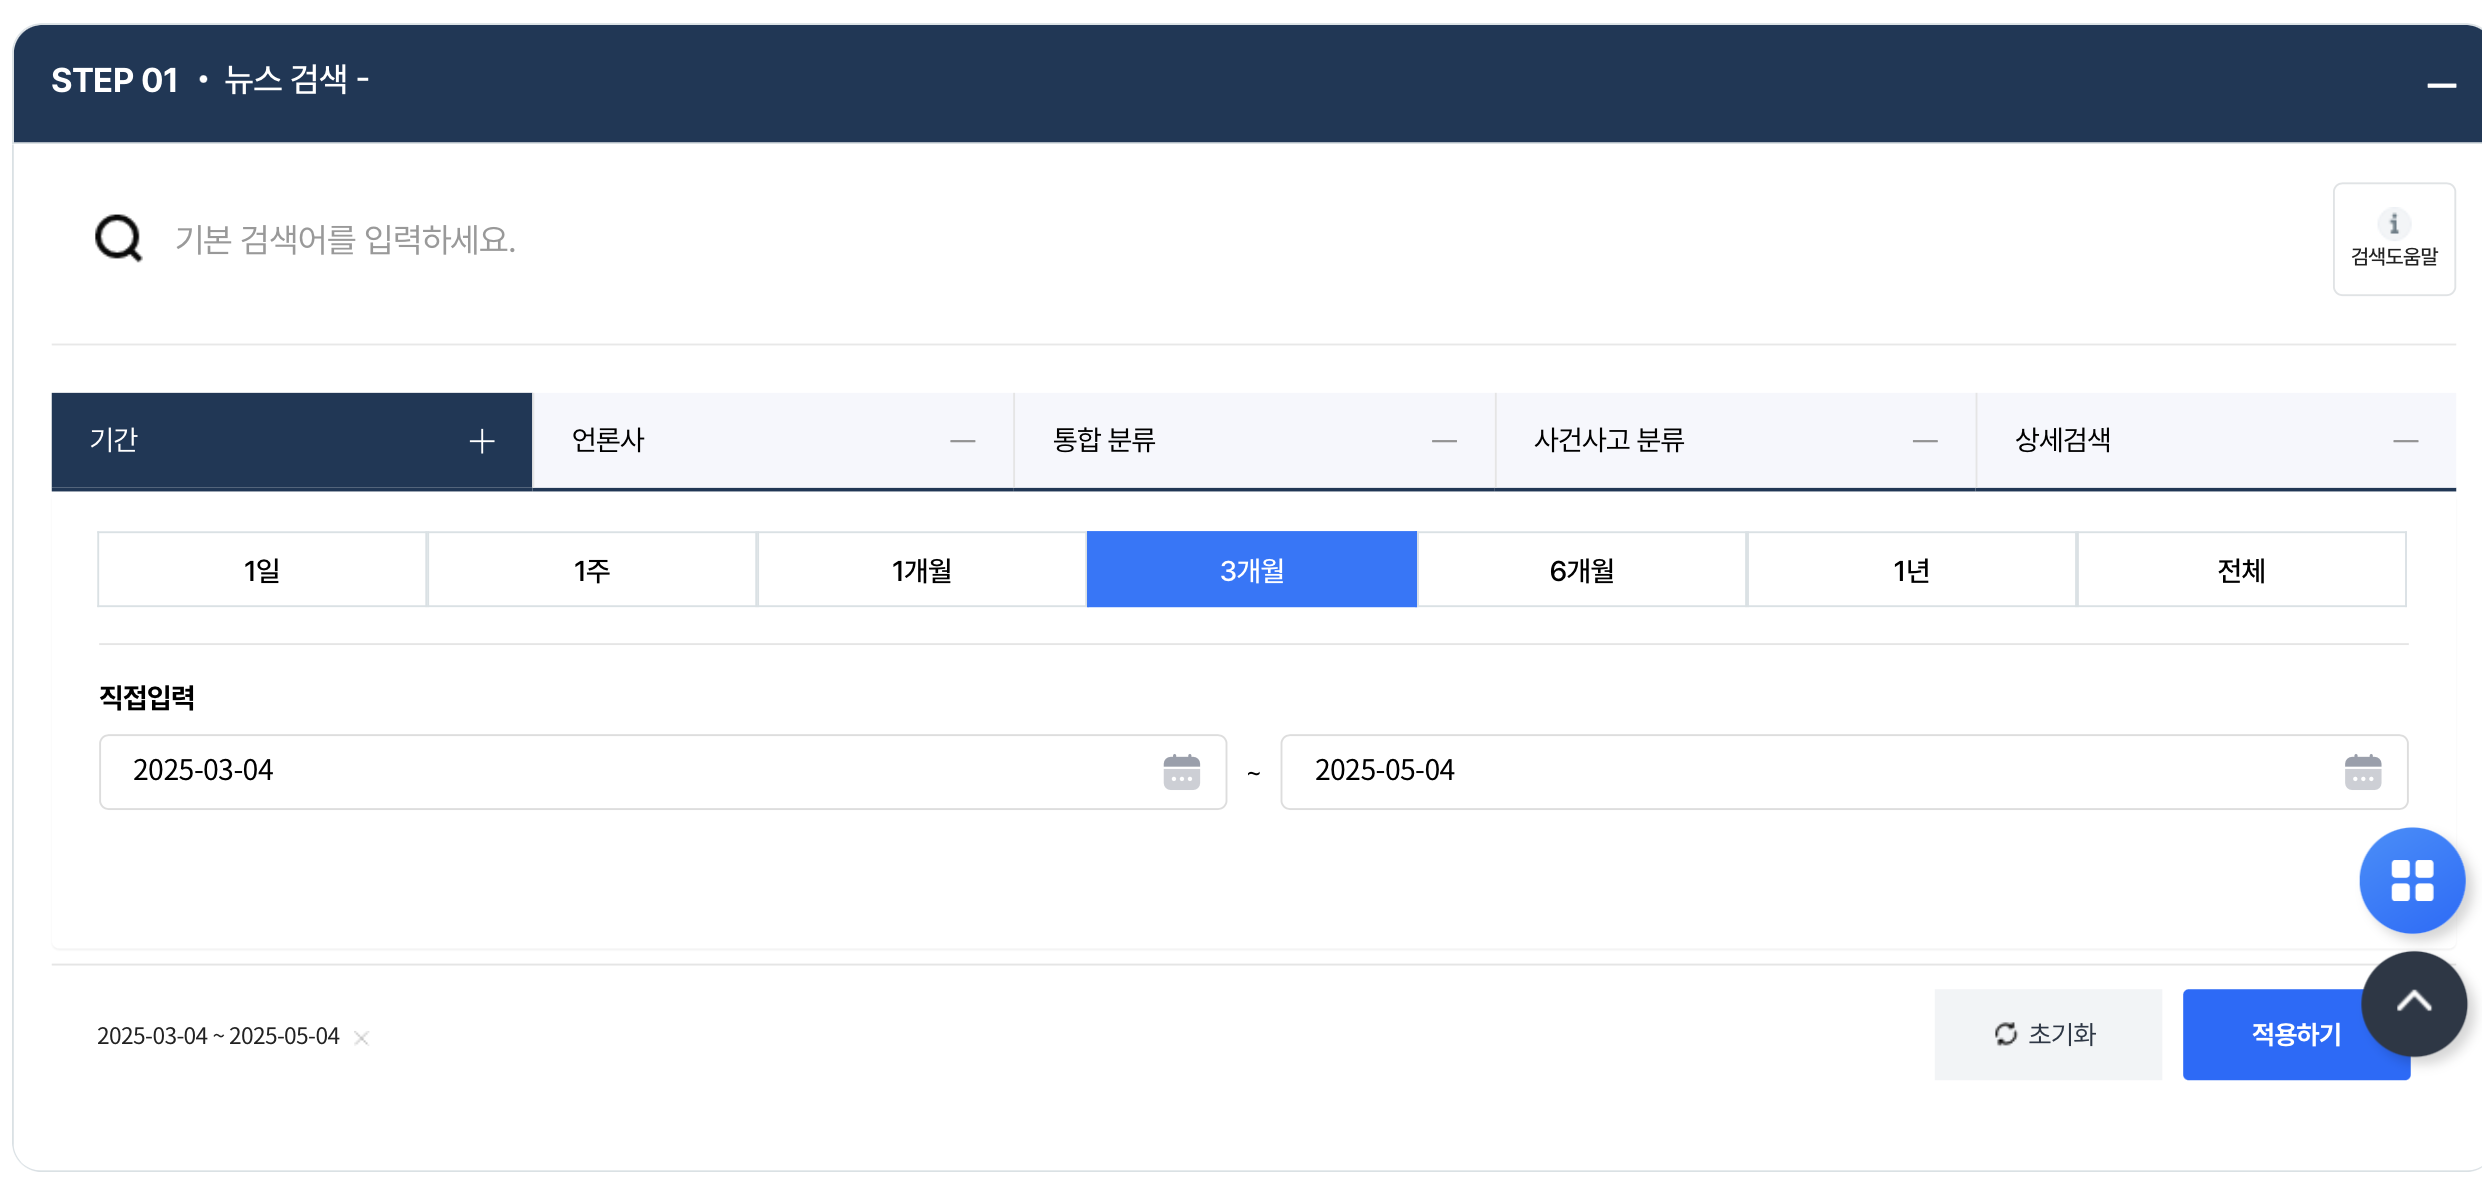 STEP 01 • 뉴스 검색 -
기본 검색어를 입력하세요.
검색도움말
기간
언론사
통합 분류
사건사고 분류
상세검색
1일
1주
1개월
3개월
6개월
1년
전체
직접입력
2025-03-04 ~ 2025-05-04
2025-03-04 ~ 2025-05-04
초기화
적용하기